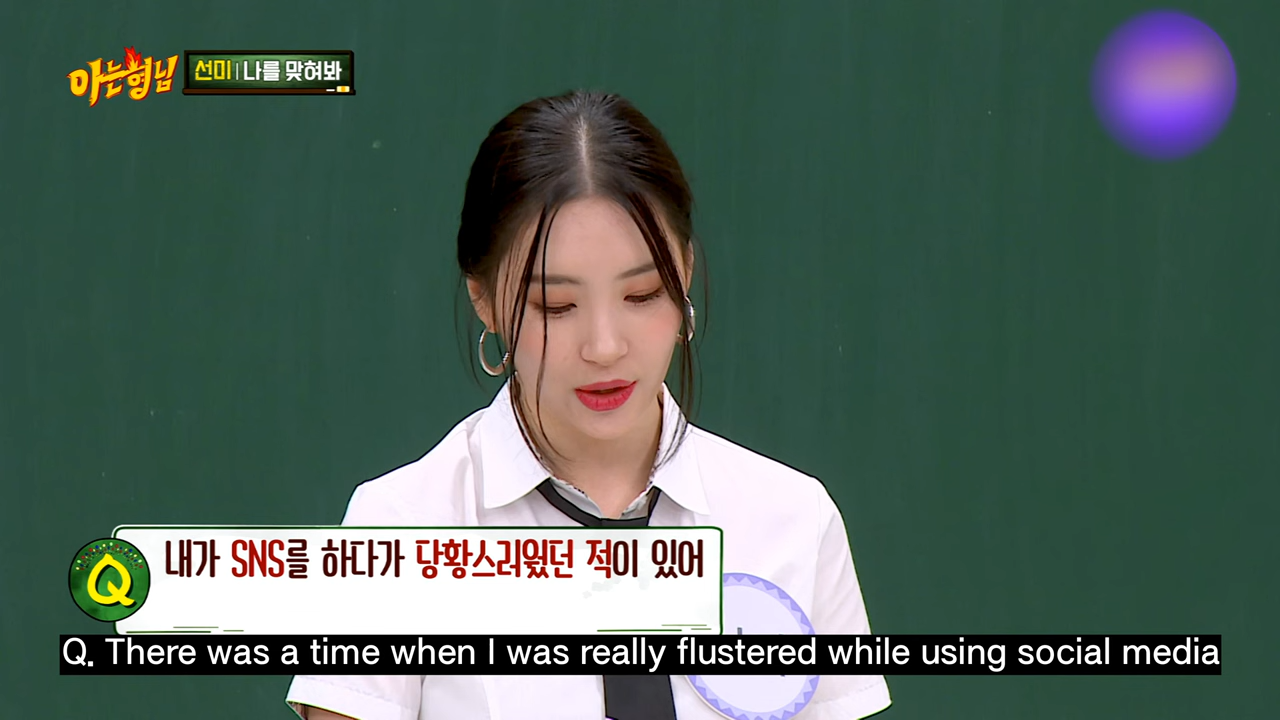 아는형님
선미 나를 맞혀봐
Q 내가 SNS를 하다가 당황스러웠던 적이 있어
Q. There was a time when I was really flustered while using social media